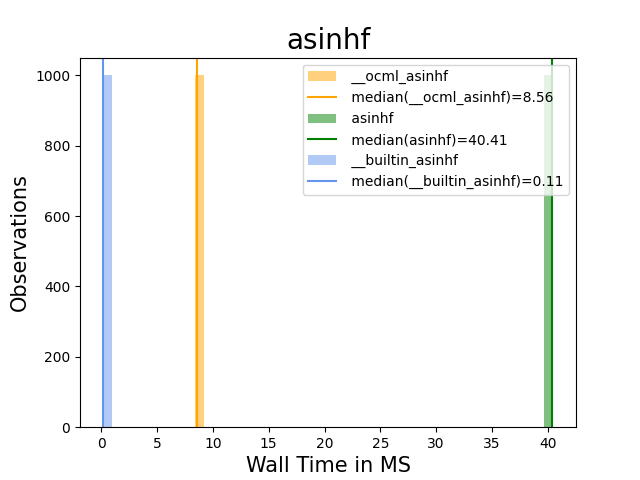 asinhf
Observations
1000
800
600
400
200
0
__ocml_asinhf
median(__ocml_asinhf)=8.56
asinhf
median(asinhf)=40.41
__builtin_asinhf
median(__builtin_asinhf)=0.11
0 5 10 15 20 25 30 35 40
Wall Time in MS